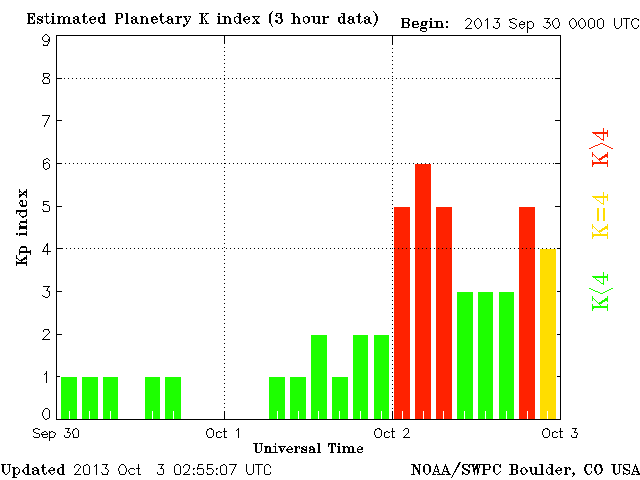 Estimated Planetary K index (3 hour data) Begin: 2013 Sep 30 0000 UTC
9
8
7
6
5
4
3
2
1
0
Kp index
K>4
K=4
K<4
Sep 30 Oct 1 Oct 2 Oct 3
Universal Time
Updated 2013 Oct 3 02:55:07 UTC NOAA/SWPC Boulder, CO USA